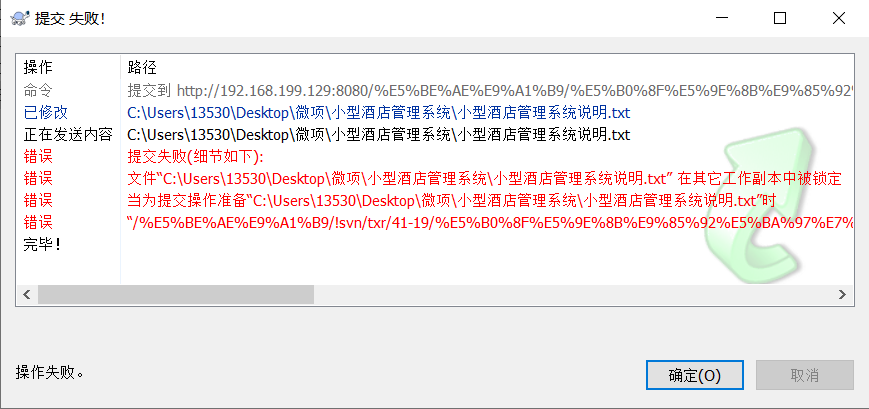 提交 失败!
操作 路径
命令 提交到 http://192.168.199.129:8080/%E5%BE%AE%E9%A1%B9/%E5%B0%8F%E5%9E%8B%E9%85%92
已修改 C:\Users\13530\Desktop\微项\小型酒店管理系统\小型酒店管理系统说明.txt
正在发送内容 C:\Users\13530\Desktop\微项\小型酒店管理系统\小型酒店管理系统说明.txt
错误 提交失败(细节如下):
错误 文件“C:\Users\13530\Desktop\微项\小型酒店管理系统\小型酒店管理系统说明.txt” 在其它工作副本中被锁定
错误 当为提交操作准备“C:\Users\13530\Desktop\微项\小型酒店管理系统\小型酒店管理系统说明.txt”时
错误 “/%E5%BE%AE%E9%A1%B9/!svn/txr/41-19/%E5%B0%8F%E5%9E%8B%E9%85%92%E5%BA%97%E7%
完毕!
操作失败。
确定(O) 取消